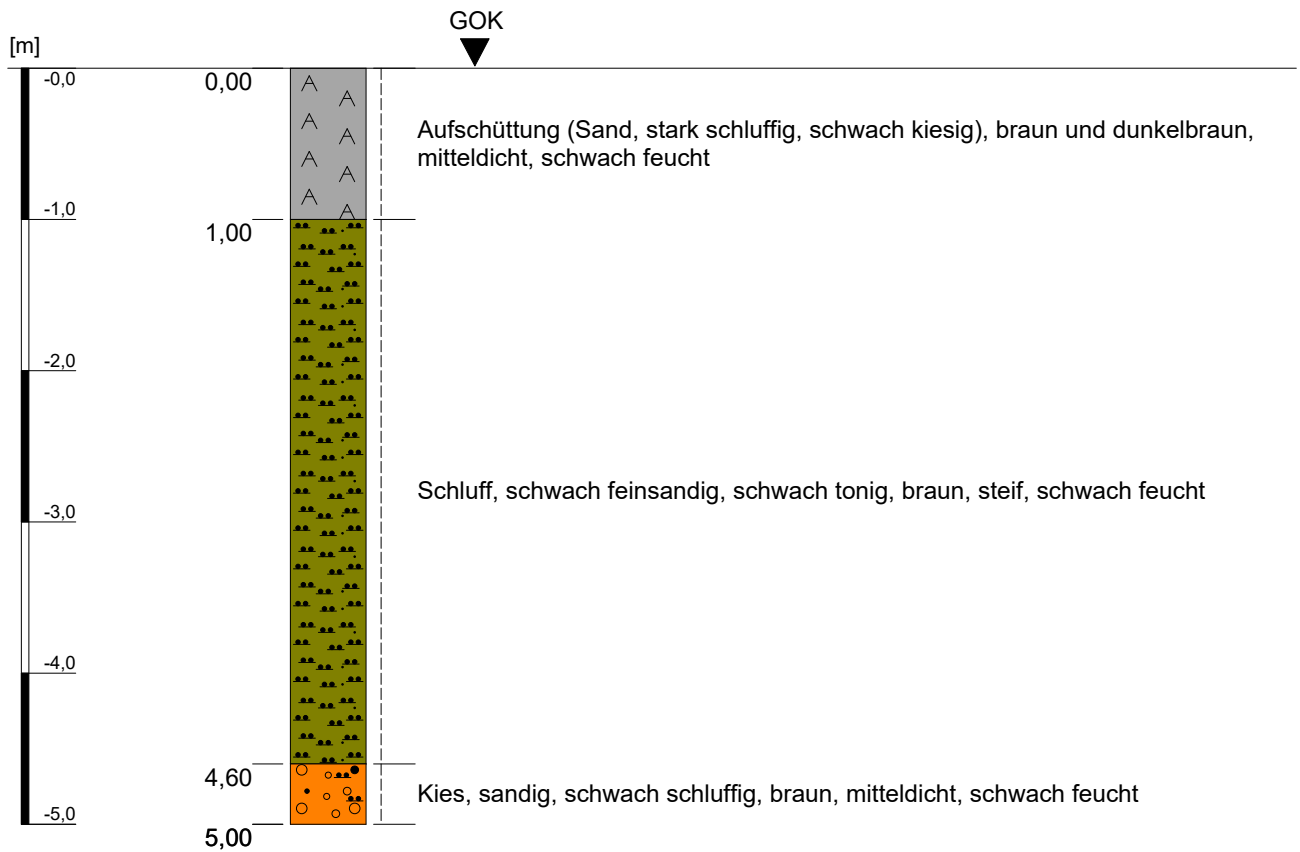 GOK
[m]
-0,0
0,00
Aufschüttung (Sand, stark schluffig, schwach kiesig), braun und dunkelbraun,
mitteldicht, schwach feucht
-1,0
1,00
-2,0
Schluff, schwach feinsandig, schwach tonig, braun, steif, schwach feucht
-3,0
-4,0
4,60
Kies, sandig, schwach schluffig, braun, mitteldicht, schwach feucht
-5,0
5,00